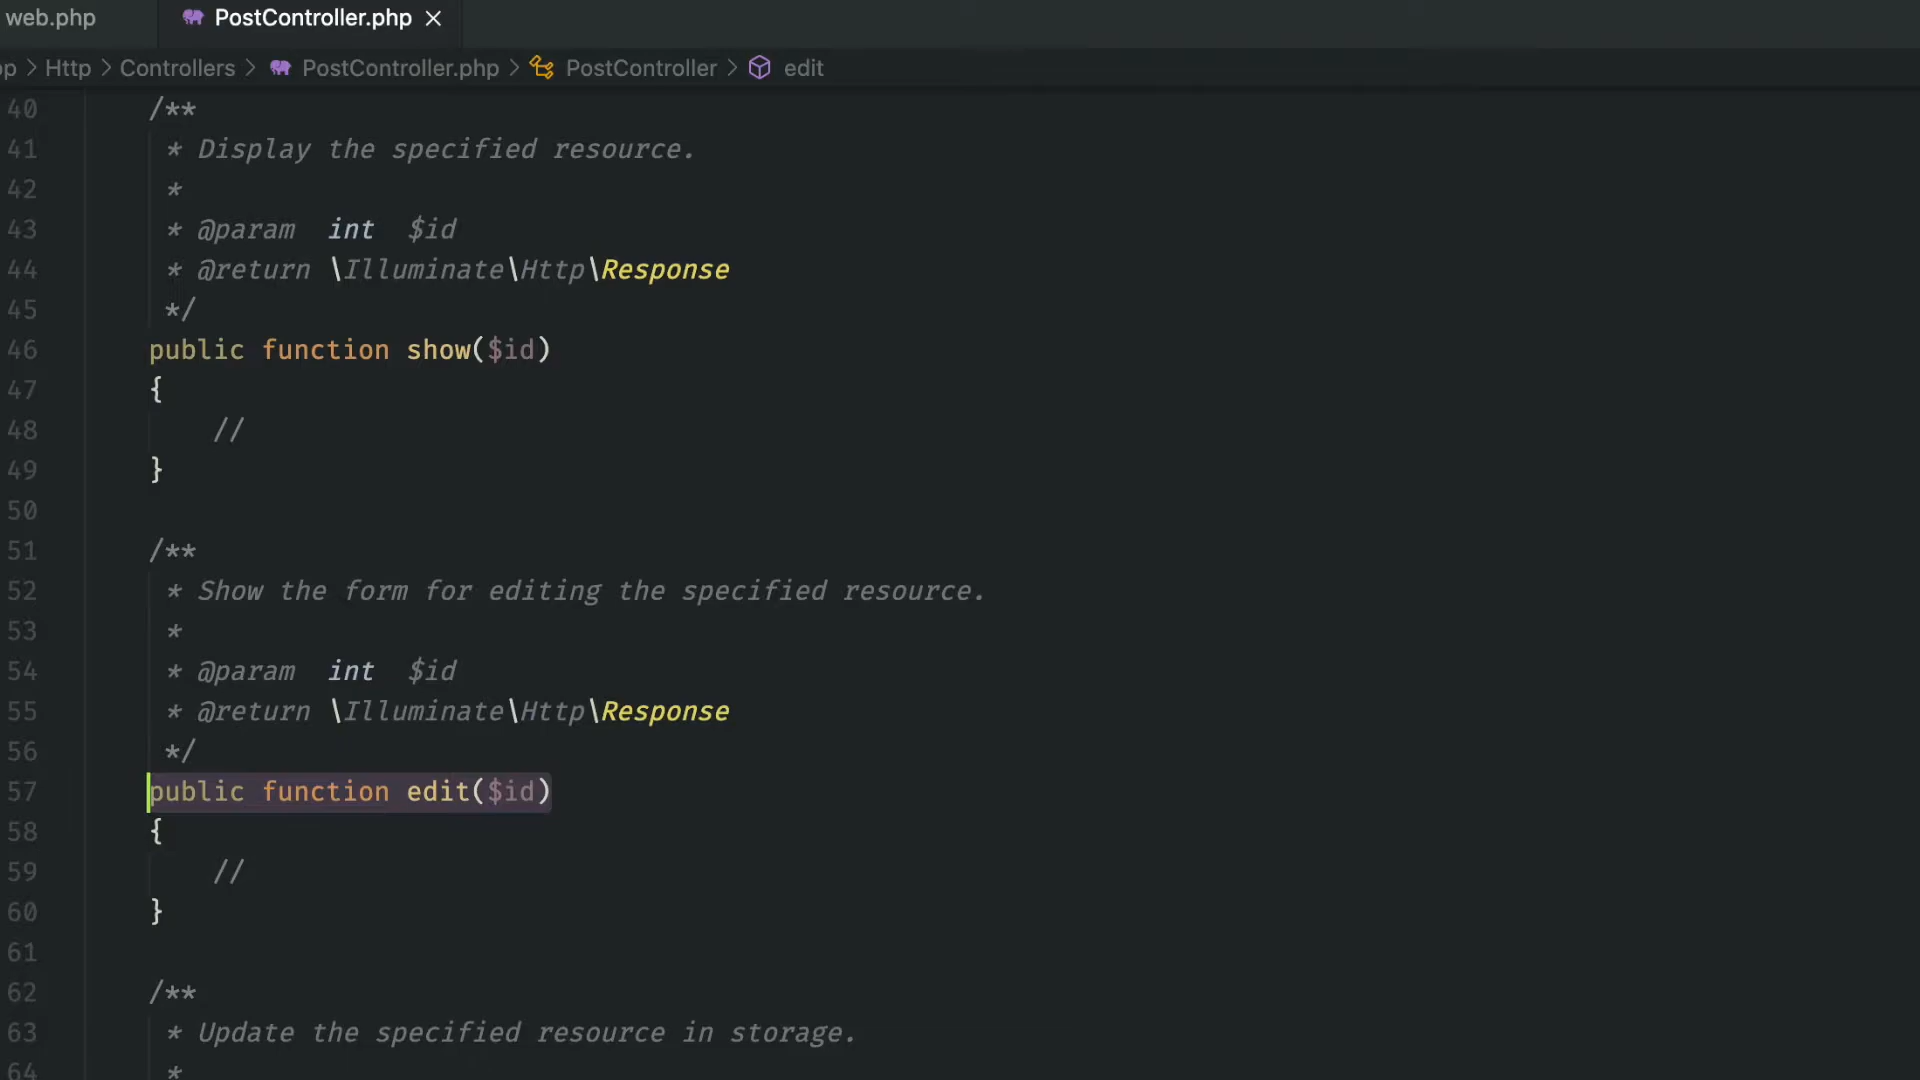 web.php
PostController.php
pp > Http > Controllers > PostController.php > PostController > edit
40 /**
41 * Display the specified resource.
42 *
43 * @param int $id
44 * @return \Illuminate\Http\Response
45 */
46 public function show($id)
47 {
48 //
49 }
50
51 /**
52 * Show the form for editing the specified resource.
53 *
54 * @param int $id
55 * @return \Illuminate\Http\Response
56 */
57 public function edit($id)
58 {
59 //
60 }
61
62 /**
63 * Update the specified resource in storage.
64 *